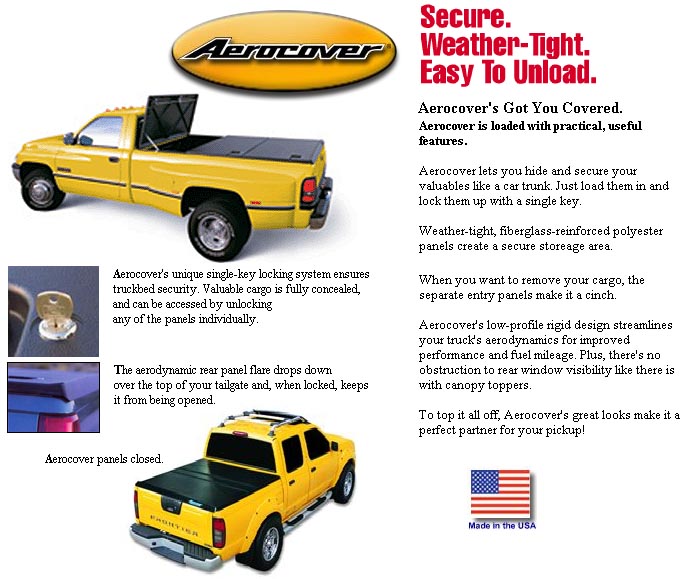 Aerocover
Secure.
Weather-Tight.
Easy To Unload.
Aerocover's Got You Covered.
Aerocover is loaded with practical, useful
features.
Aerocover lets you hide and secure your
valuables like a car trunk. Just load them in and
lock them up with a single key.
Weather-tight, fiberglass-reinforced polyester
panels create a secure storeage area.
When you want to remove your cargo, the
separate entry panels make it a cinch.
Aerocover's low-profile rigid design streamlines
your truck's aerodynamics for improved
performance and fuel mileage. Plus, there's no
obstruction to rear window visibility like there is
with canopy toppers.
To top it all off, Aerocover's great looks make it a
perfect partner for your pickup!
Aerocover's unique single-key locking system ensures
truckbed security. Valuable cargo is fully concealed,
and can be accessed by unlocking
any of the panels individually.
The aerodynamic rear panel flare drops down
over the top of your tailgate and, when locked, keeps
it from being opened.
Aerocover panels closed.
FRONTIER
Made in the USA